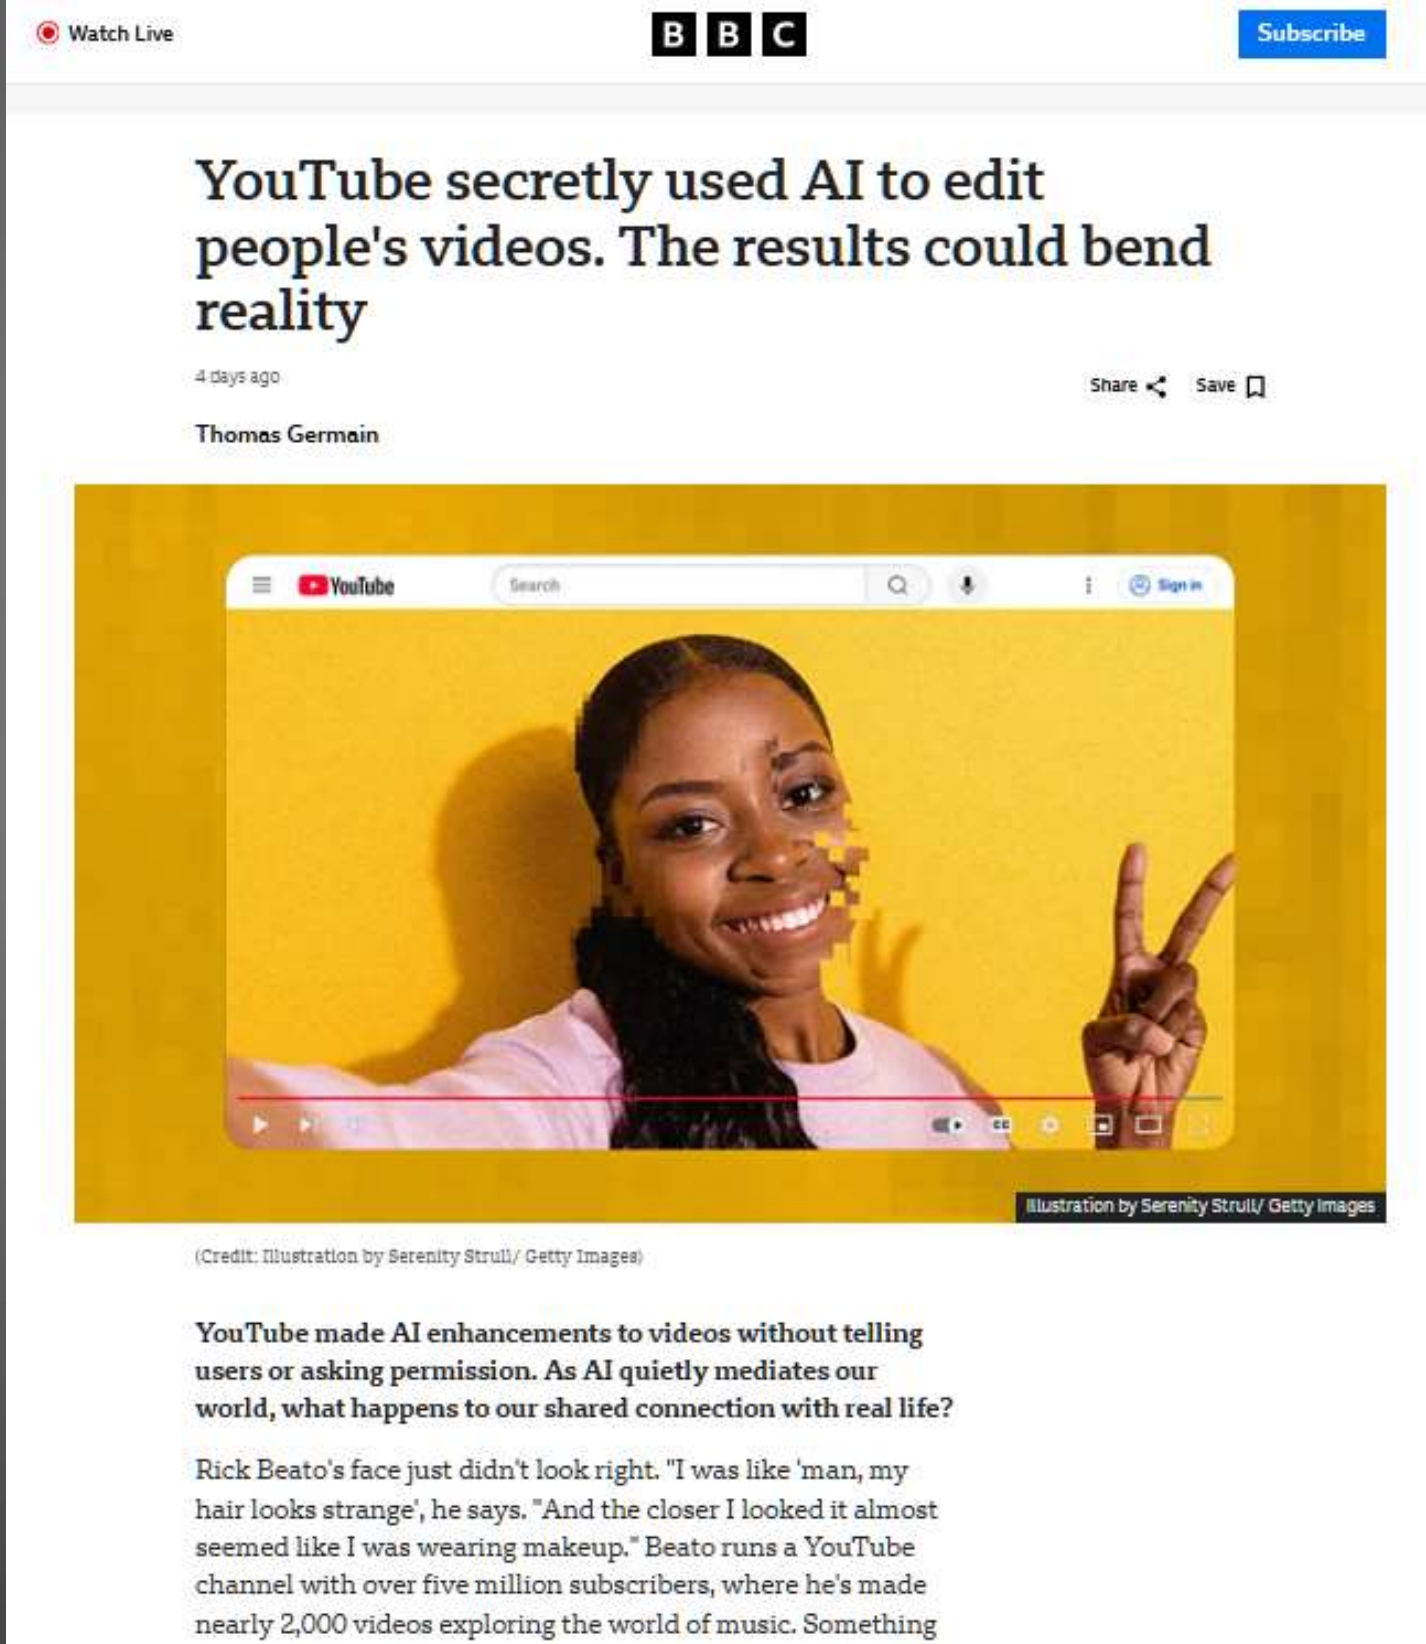 Watch Live
BBC
Subscribe
YouTube secretly used AI to edit
people's videos. The results could bend
reality
4 days ago
Share
Save
Thomas Germain
YouTube
Search
Sign in
CC
Illustration by Serenity Strull/ Getty Images
(Credit: Illustration by Serenity Strull/ Getty Images)
YouTube made AI enhancements to videos without telling
users or asking permission. As AI quietly mediates our
world, what happens to our shared connection with real life?
Rick Beato's face just didn't look right. "I was like 'man, my
hair looks strange', he says. "And the closer I looked it almost
seemed like I was wearing makeup." Beato runs a YouTube
channel with over five million subscribers, where he's made
nearly 2,000 videos exploring the world of music. Something